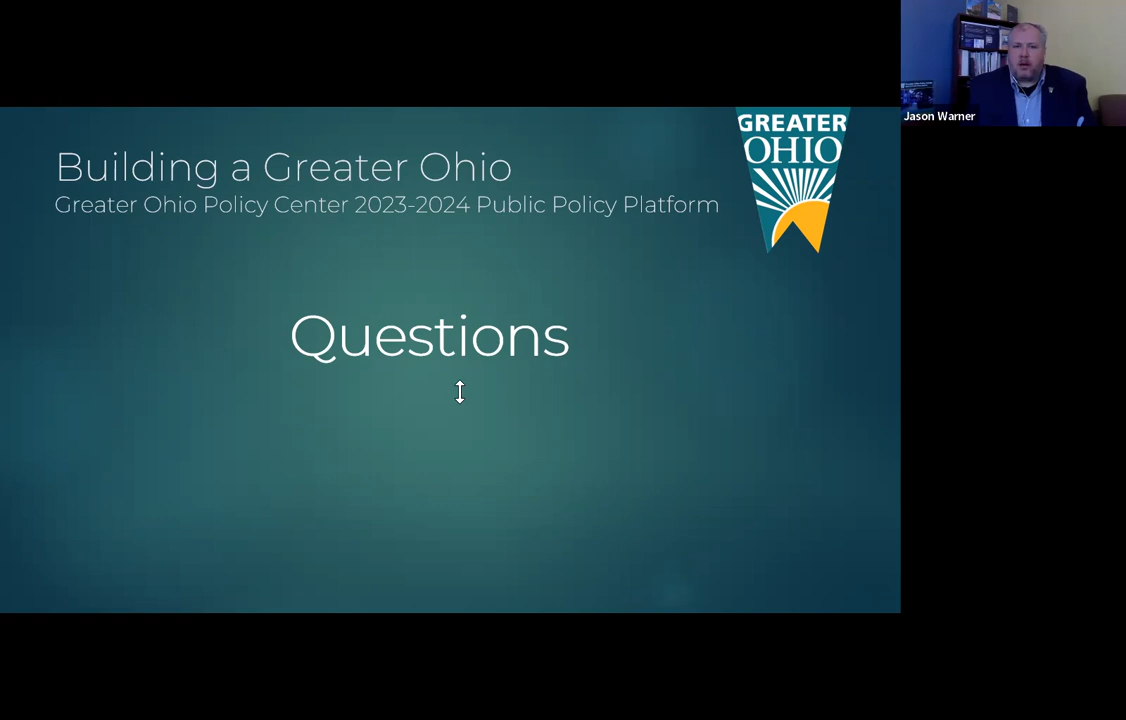 Building a Greater Ohio
Greater Ohio Policy Center 2023-2024 Public Policy Platform
GREATER
OHIO
Questions
Jason Warner